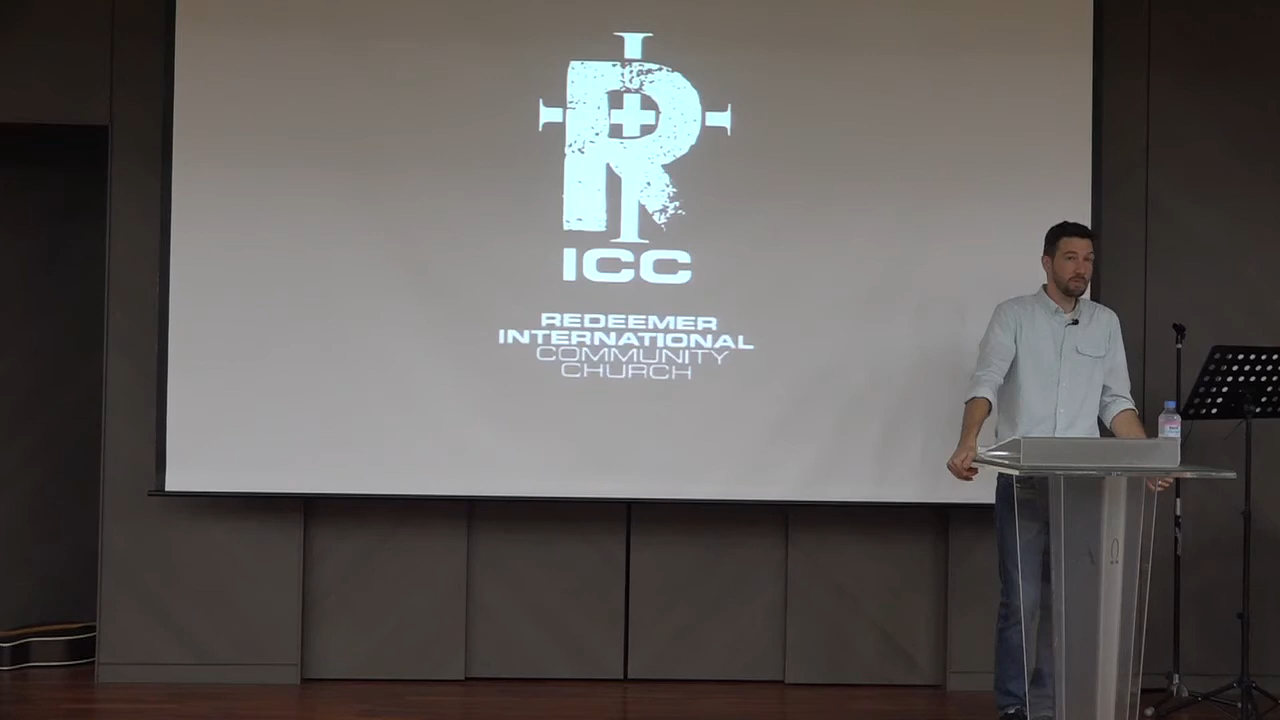 R
ICC
REDEEMER
INTERNATIONAL
COMMUNITY
CHURCH